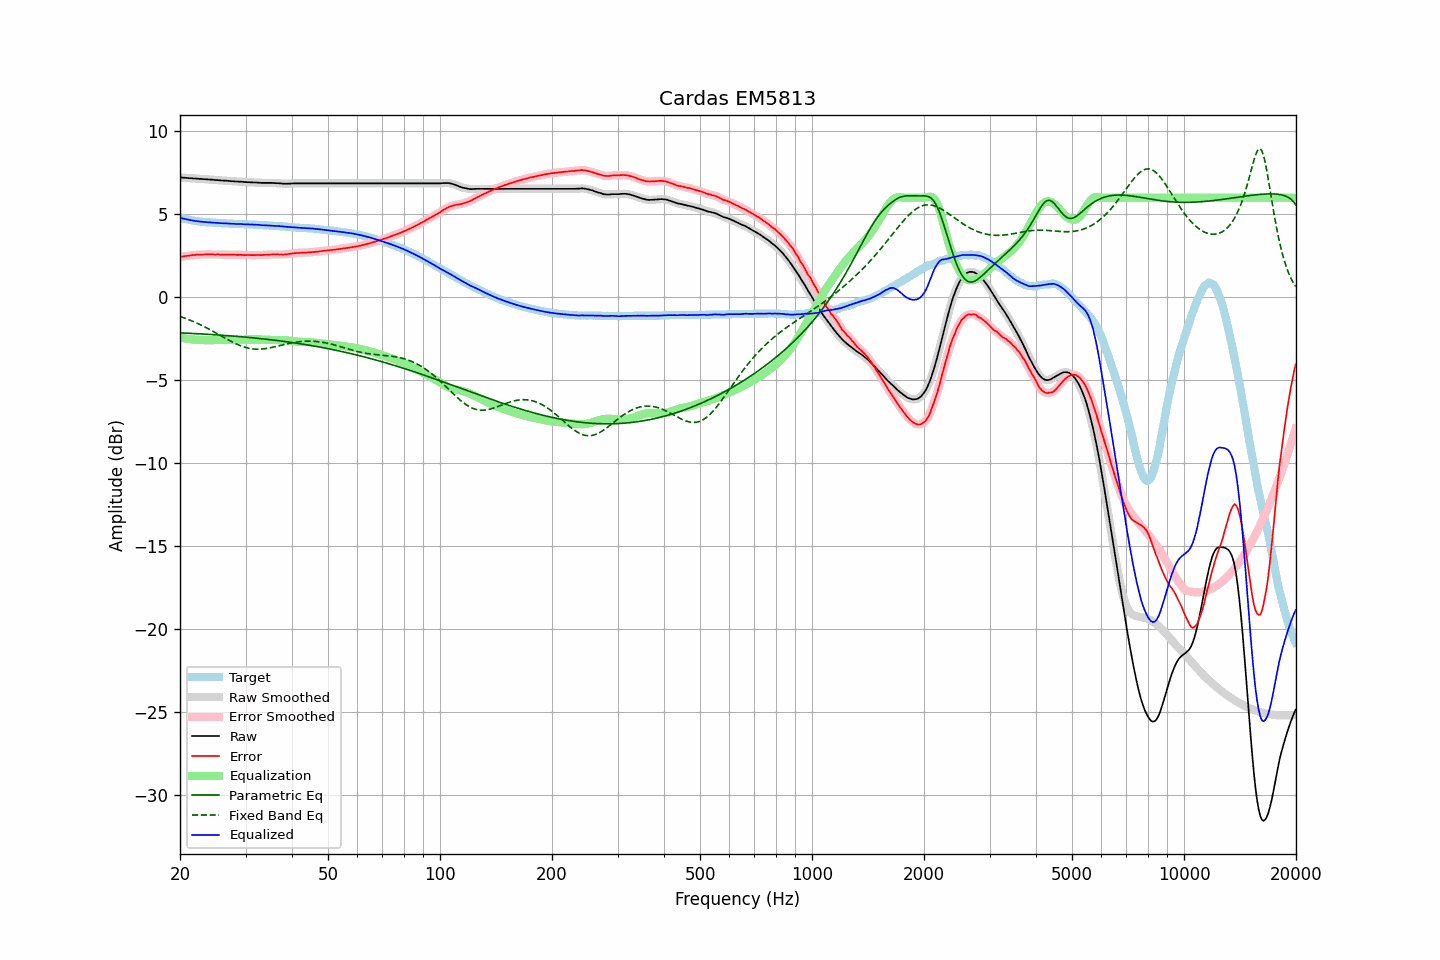 Cardas EM5813
Amplitude (dBr)
10
5
0
−5
−10
−15
−20
−25
−30
Target
Raw Smoothed
Error Smoothed
Raw
Error
Equalization
Parametric Eq
Fixed Band Eq
Equalized
20 50 100 200 500 1000 2000 5000 10000 20000
Frequency (Hz)